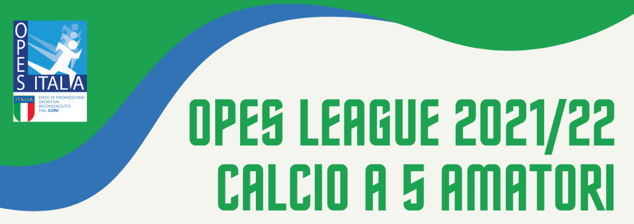 OPES
ITALIA
ITALIA
ENTE DI PROMOZIONE
SPORTIVA
RICONOSCIUTO
DAL CONI
OPES LEAGUE 2021/22
CALCIO A 5 AMATORI